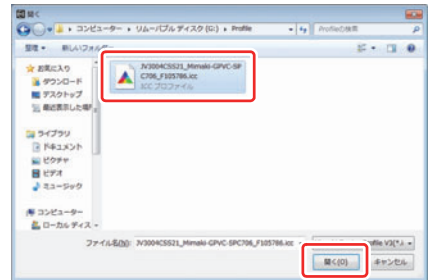 開く
コンピューター ▸ リムーバブル ディスク (G:) ▸ Profile
Profileの検索
整理 ▾ 新しいフォルダー
お気に入り
ダウンロード
デスクトップ
最近表示した場所
ライブラリ
ドキュメント
ピクチャ
ビデオ
ミュージック
コンピューター
ローカル ディス
JV3004CSS21_Mimaki-GPVC-SP
C706_F105786.icc
ICC プロファイル
ファイル名(N): JV3004CSS21_Mimaki-GPVC-SPC706_F105786.icc
ofile V3(*.i
開く(O) キャンセル